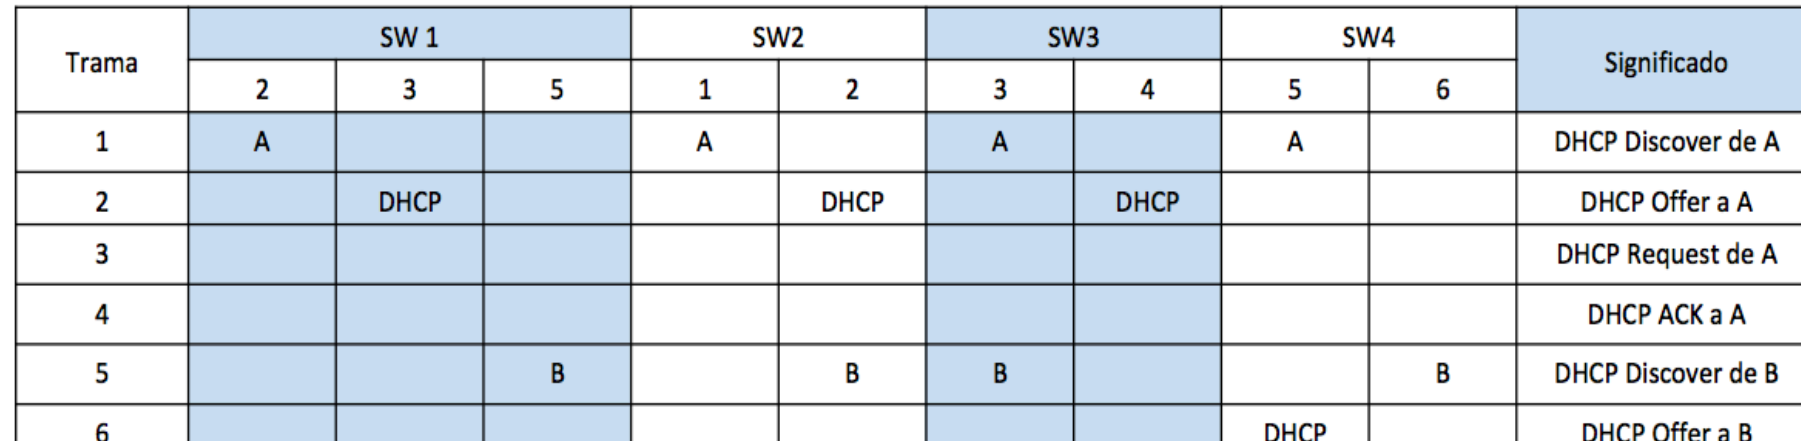 Trama SW 1 SW2 SW3 SW4 Significado
2 3 5 1 2 3 4 5 6
1 A A A A DHCP Discover de A
2 DHCP DHCP DHCP DHCP Offer a A
3 DHCP Request de A
4 DHCP ACK a A
5 B B B B DHCP Discover de B
6 DHCP DHCP Offer a B